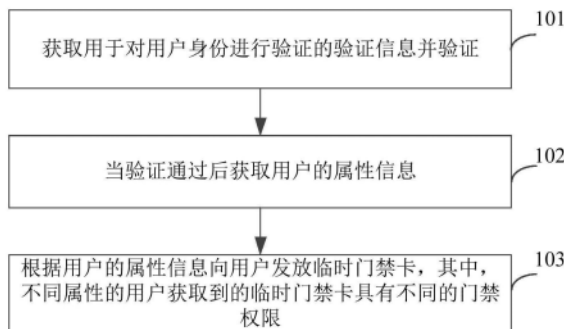 101
获取用于对用户身份进行验证的验证信息并验证
102
当验证通过后获取用户的属性信息
103
根据用户的属性信息向用户发放临时门禁卡，其中，
不同属性的用户获取到的临时门禁卡具有不同的门禁
权限